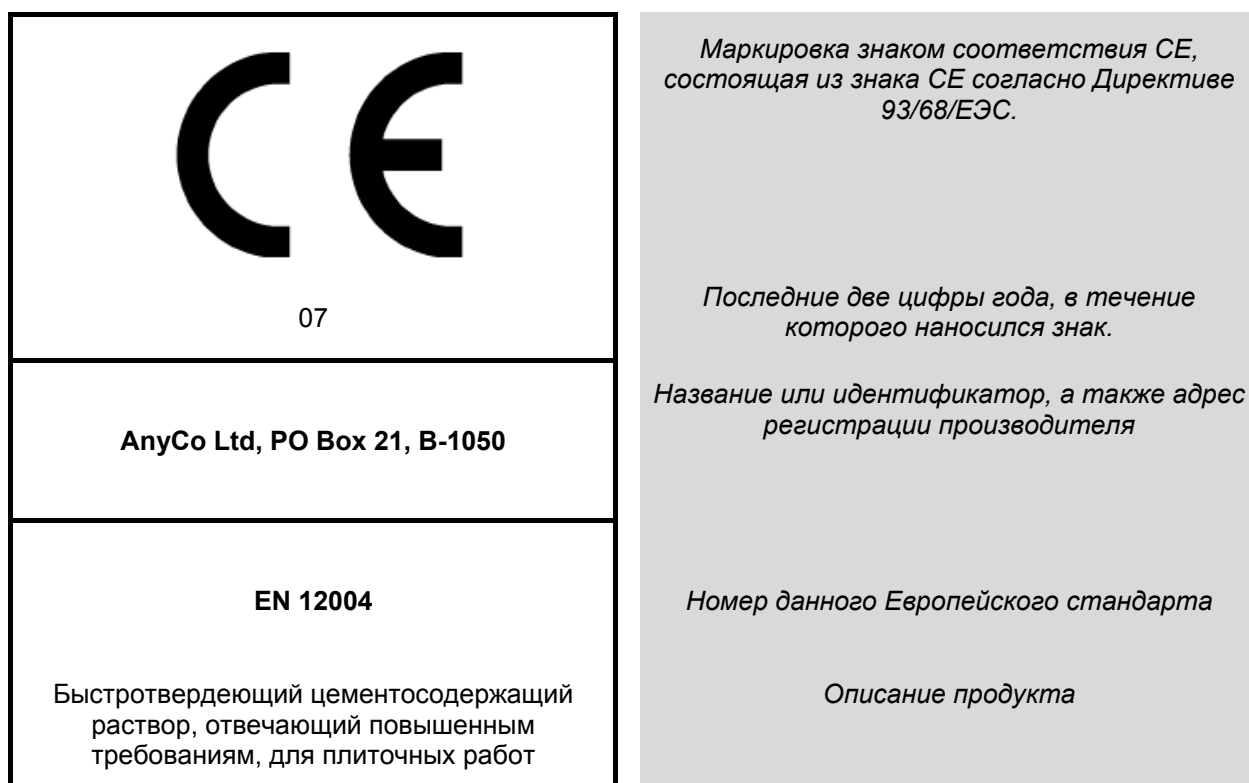 CE
Маркировка знаком соответствия CE,
состоящая из знака CE согласно Директиве
93/68/ЕЭС.
07
Последние две цифры года, в течение
которого наносился знак.
AnyCo Ltd, PO Box 21, B-1050
Название или идентификатор, а также адрес
регистрации производителя
EN 12004
Номер данного Европейского стандарта
Быстротвердеющий цементосодержащий
раствор, отвечающий повышенным
требованиям, для плиточных работ
Описание продукта